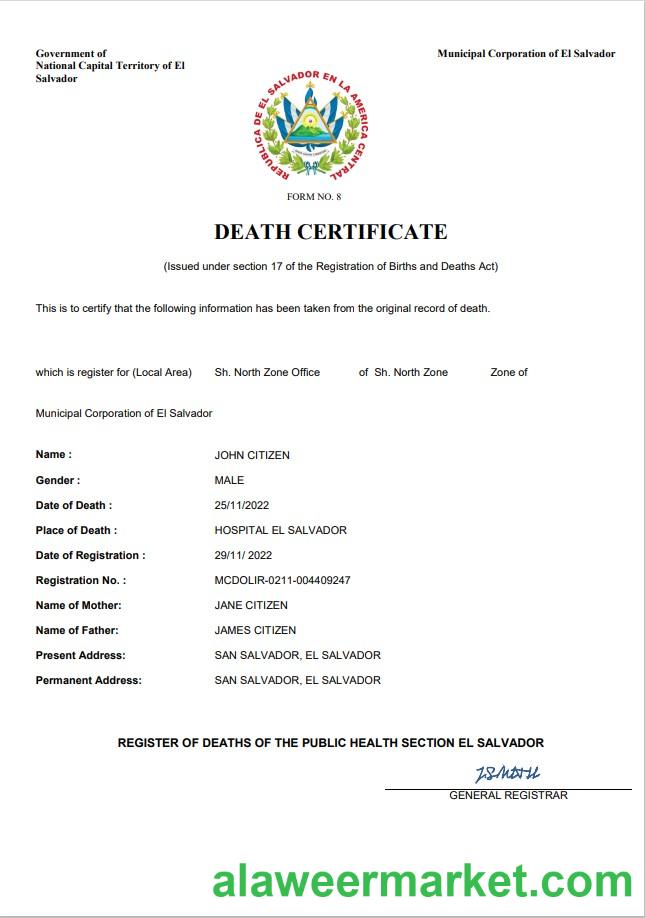 Government of
National Capital Territory of El
Salvador
Municipal Corporation of El Salvador
REPUBLICA DE EL SALVADOR EN LA AMERICA CENTRAL
FORM NO. 8
DEATH CERTIFICATE
(Issued under section 17 of the Registration of Births and Deaths Act)
This is to certify that the following information has been taken from the original record of death.
which is register for (Local Area) Sh. North Zone Office of Sh. North Zone Zone of
Municipal Corporation of El Salvador
Name : JOHN CITIZEN
Gender : MALE
Date of Death : 25/11/2022
Place of Death : HOSPITAL EL SALVADOR
Date of Registration : 29/11/ 2022
Registration No. : MCDOLIR-0211-004409247
Name of Mother: JANE CITIZEN
Name of Father: JAMES CITIZEN
Present Address: SAN SALVADOR, EL SALVADOR
Permanent Address: SAN SALVADOR, EL SALVADOR
REGISTER OF DEATHS OF THE PUBLIC HEALTH SECTION EL SALVADOR
GENERAL REGISTRAR
alaweermarket.com